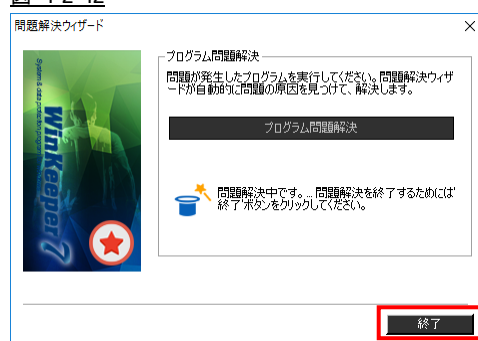 問題解決ウィザード
プログラム問題解決
問題が発生したプログラムを実行してください。問題解決ウィザ
ードが自動的に問題の原因を見つけて、解決します。
プログラム問題解決
問題解決中です。... 問題解決を終了するためには'
終了'ボタンをクリックしてください。
WinKeeper 7
終了